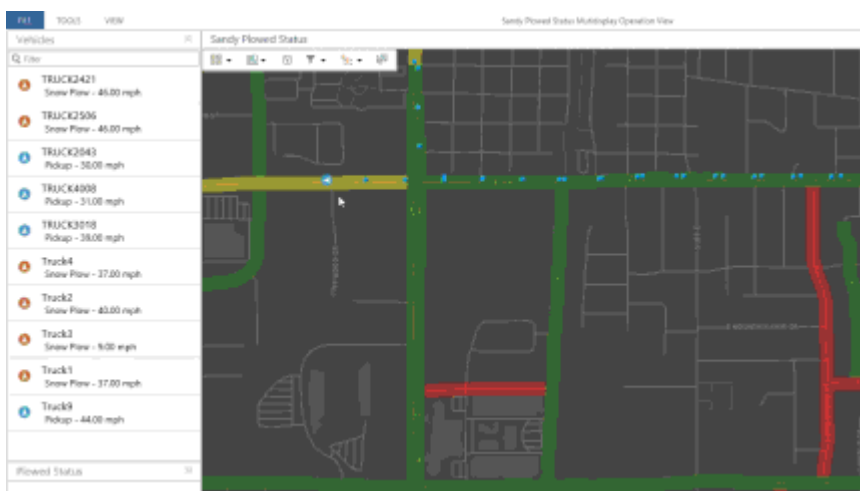 FILE TOOLS VIEW
Sandy Plowed Status Multidisplay Operation View
Vehicles
Sandy Plowed Status
Filter
TRUCK2421
Snow Plow - 46.00 mph
TRUCK2506
Snow Plow - 46.00 mph
TRUCK2043
Pickup - 30.00 mph
TRUCK4008
Pickup - 31.00 mph
TRUCK3018
Pickup - 39.00 mph
Truck4
Snow Plow - 37.00 mph
Truck2
Snow Plow - 40.00 mph
Truck3
Snow Plow - 9.00 mph
Truck1
Snow Plow - 37.00 mph
Truck9
Pickup - 44.00 mph
Plowed Status